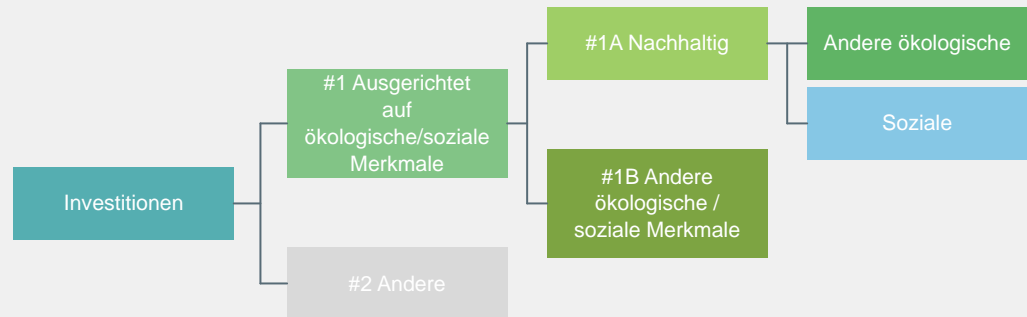 Investitionen
#1 Ausgerichtet
auf
ökologische/soziale
Merkmale
#2 Andere
#1A Nachhaltig
#1B Andere
ökologische /
soziale Merkmale
Andere ökologische
Soziale